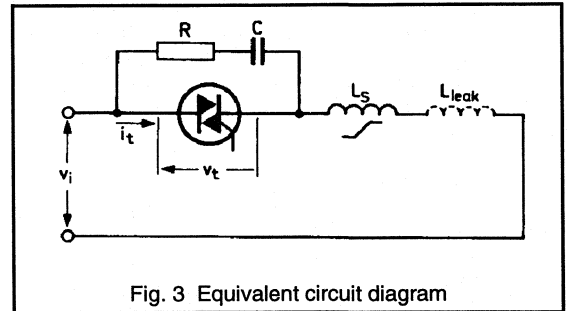 R C
L_S L_leak
i_t
v_t
v_i
Fig. 3 Equivalent circuit diagram